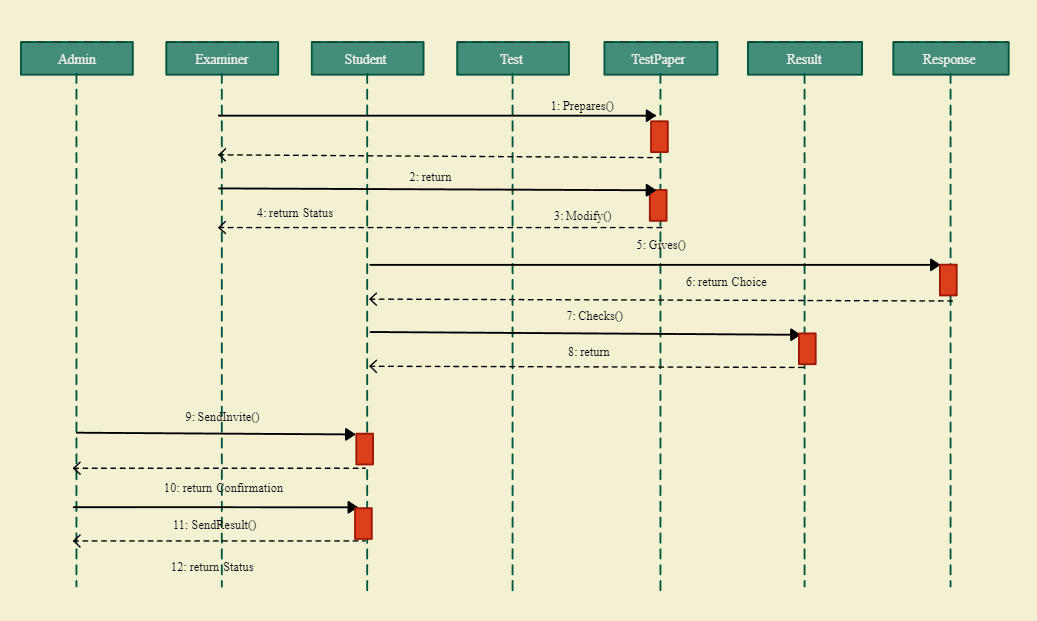 Admin
Examiner
Student
Test
TestPaper
Result
Response
1: Prepares()
2: return
4: return Status
3: Modify()
5: Gives()
6: return Choice
7: Checks()
8: return
9: SendInvite()
10: return Confirmation
11: SendResult()
12: return Status